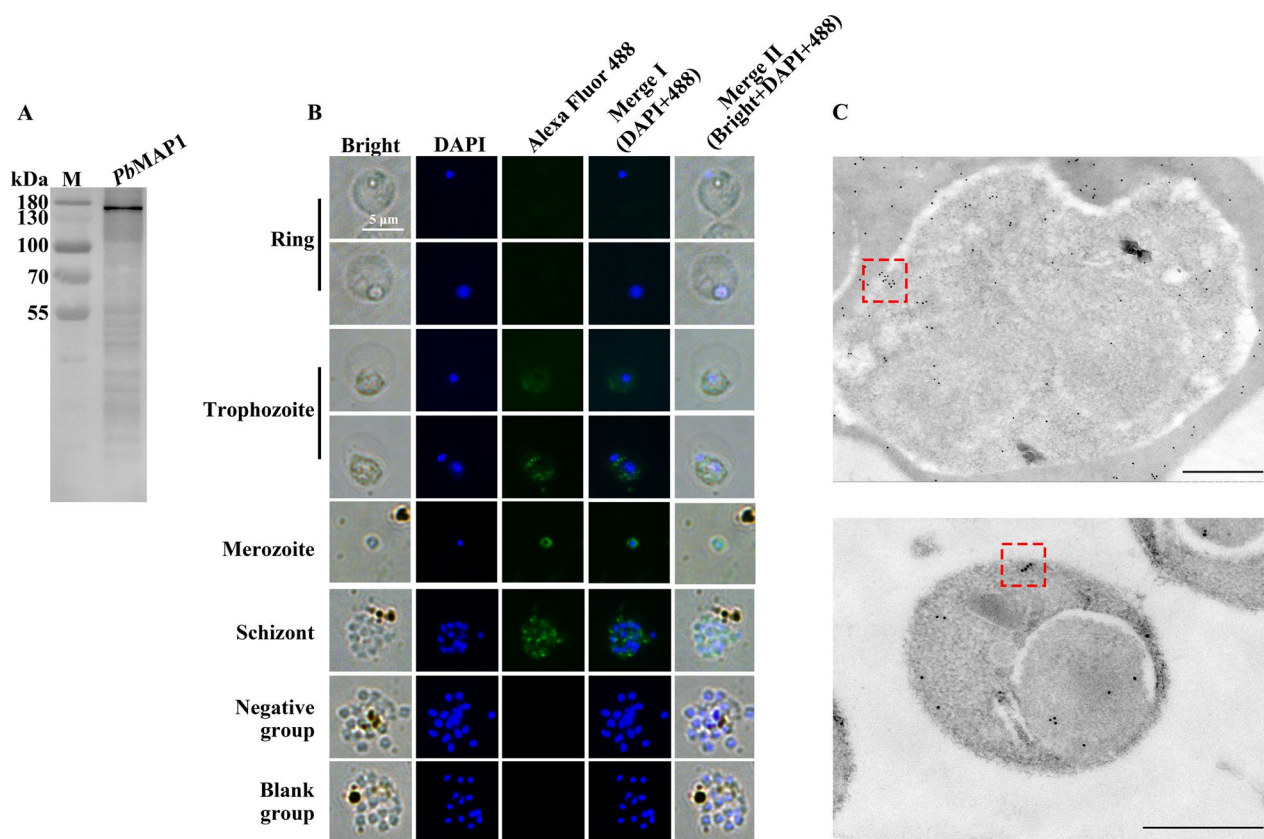 A
kDa
M
PbMAP1
180
130
100
70
55
B
Bright
DAPI
Alexa Fluor 488
Merge I
(DAPI+488)
Merge II
(Bright+DAPI+488)
Ring
5 µm
Trophozoite
Merozoite
Schizont
Negative
group
Blank
group
C